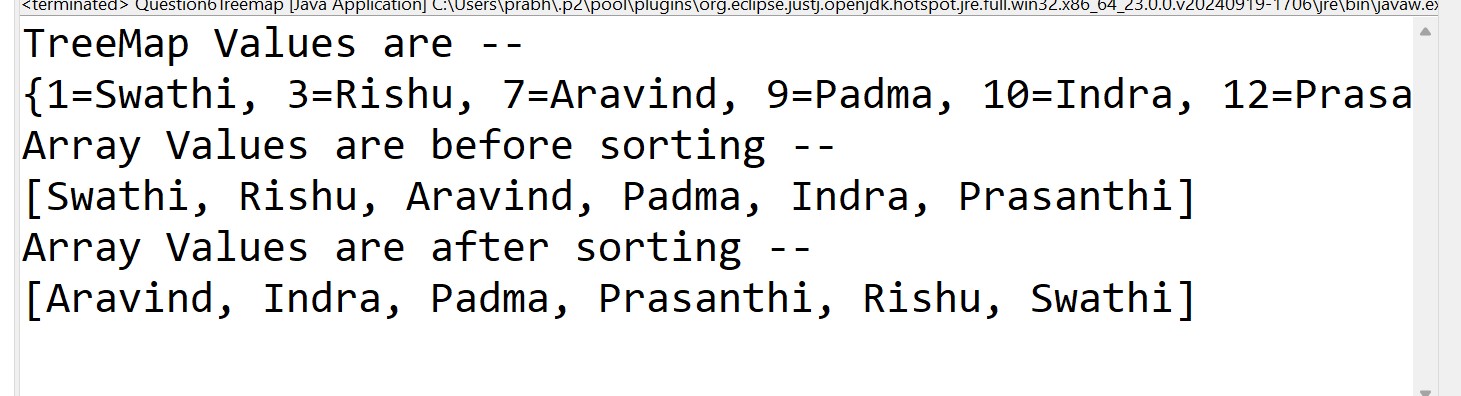 <terminated> Question6Treemap [Java Application] C:\Users\prabh\.p2\pool\plugins\org.eclipse.justj.openjdk.hotspot.jre.full.win32.x86_64_23.0.0.v20240919-1706\jre\bin\javaw.ex
TreeMap Values are --
{1=Swathi, 3=Rishu, 7=Aravind, 9=Padma, 10=Indra, 12=Prasa
Array Values are before sorting --
[Swathi, Rishu, Aravind, Padma, Indra, Prasanthi]
Array Values are after sorting --
[Aravind, Indra, Padma, Prasanthi, Rishu, Swathi]